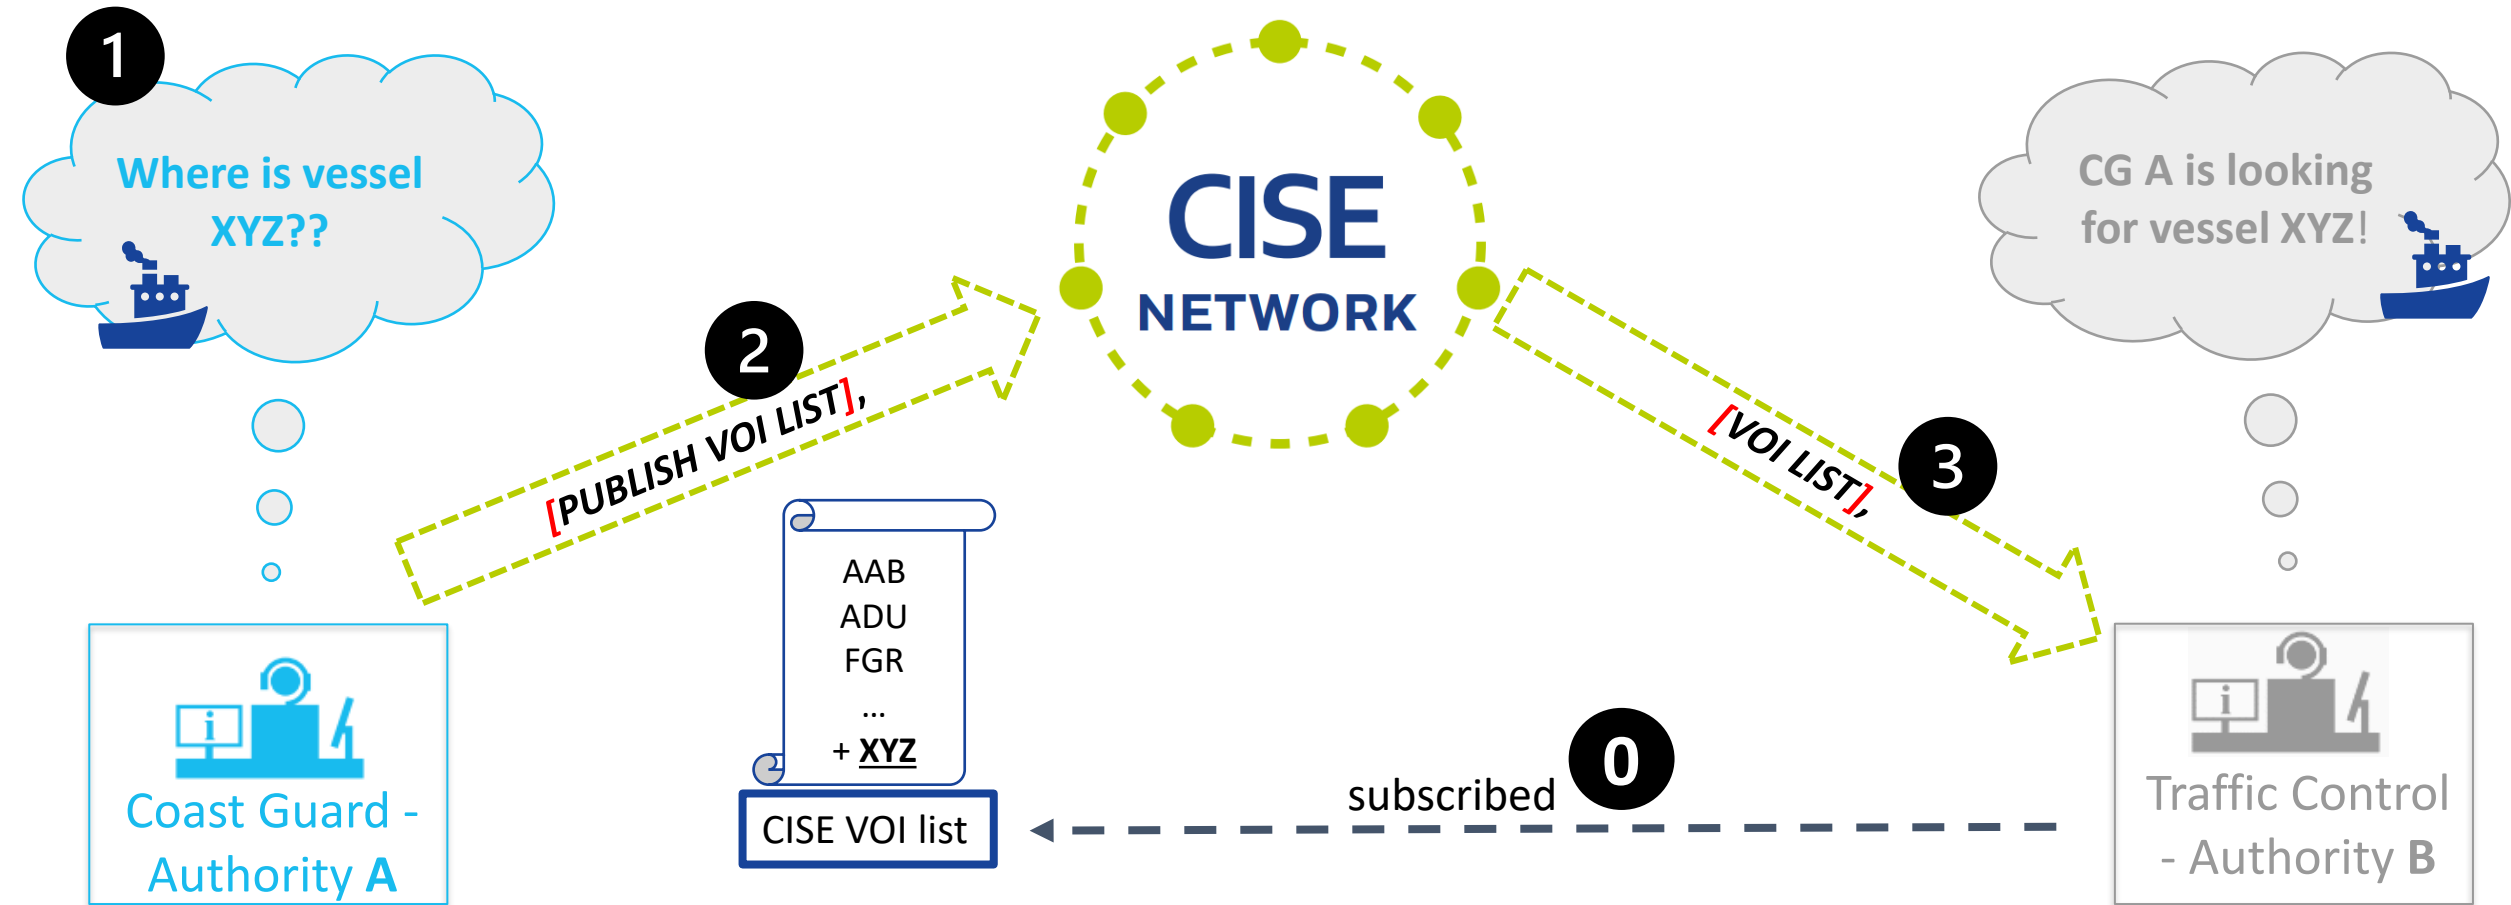 1
Where is vessel
XYZ??
2
[PUBLISH VOI LIST],
CISE
NETWORK
[VOI LIST],
3
CG A is looking
for vessel XYZ!
AAB
ADU
FGR
...
+ XYZ
CISE VOI list
subscribed
0
i
Coast Guard -
Authority A
i
Traffic Control
- Authority B